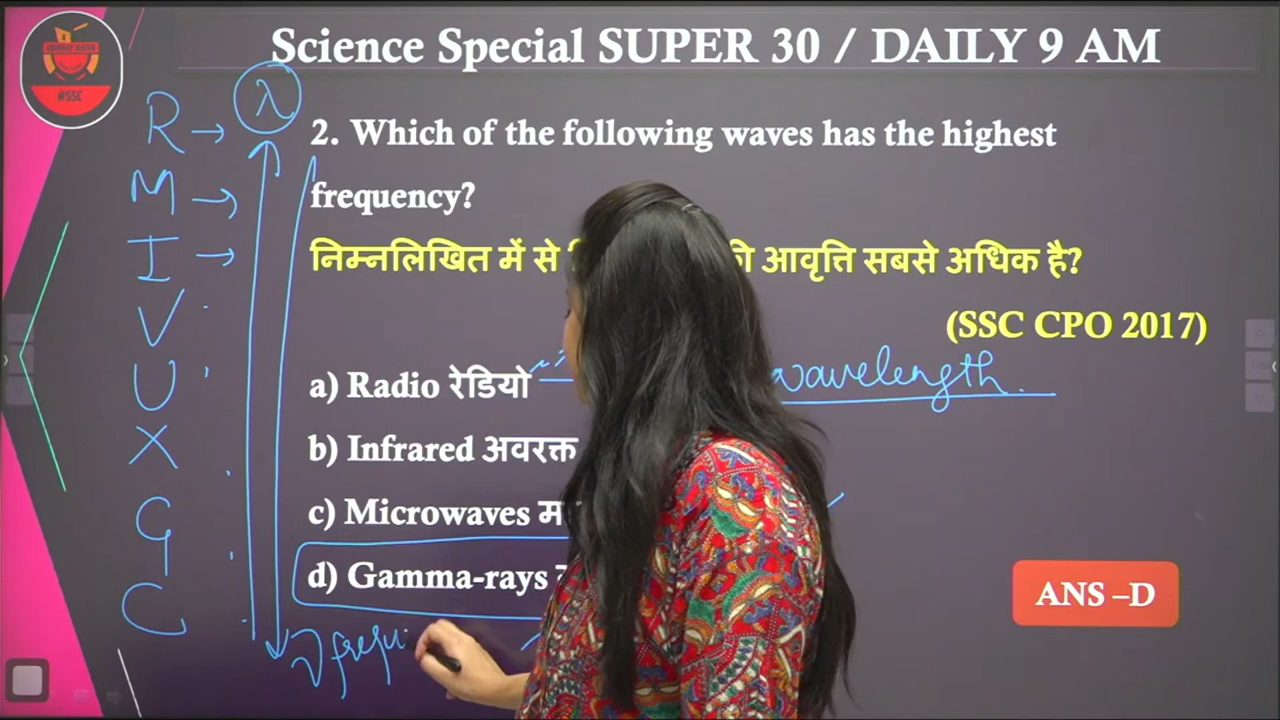 Science Special SUPER 30 / DAILY 9 AM
#SSC
R → λ
M →
I →
V
U
X
G
C
2. Which of the following waves has the highest
frequency?
निम्नलिखित में से की आवृत्ति सबसे अधिक है?
(SSC CPO 2017)
a) Radio रेडियो wavelength.
b) Infrared अवरक्त
c) Microwaves
d) Gamma-rays
ANS –D